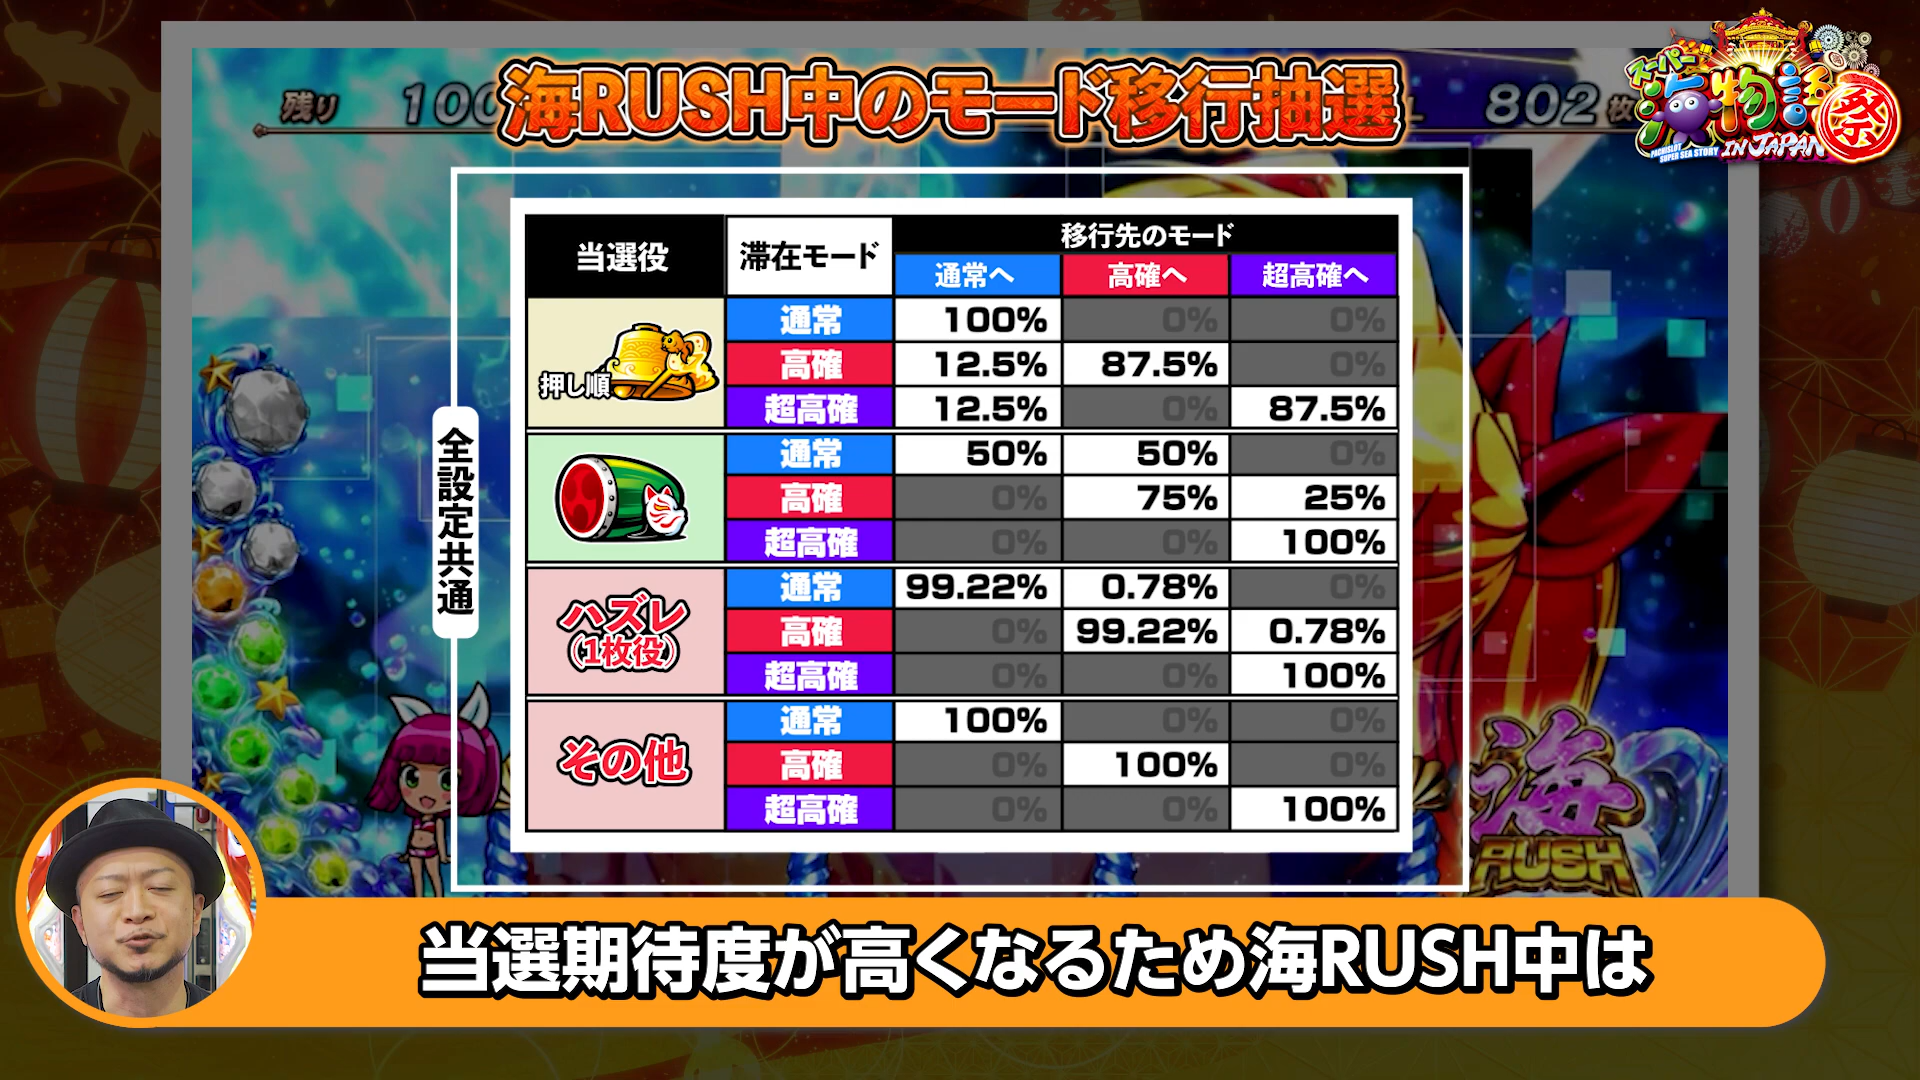 残り 100
海RUSH中のモード移行抽選
802枚
スーパー
海物語
IN JAPAN
祭
PACHISLOT
SUPER SEA STORY
全設定共通
当選役 滞在モード 移行先のモード
通常へ 高確へ 超高確へ
押し順
通常 100% 0% 0%
高確 12.5% 87.5% 0%
超高確 12.5% 0% 87.5%
通常 50% 50% 0%
高確 0% 75% 25%
超高確 0% 0% 100%
ハズレ
(1枚役)
通常 99.22% 0.78% 0%
高確 0% 99.22% 0.78%
超高確 0% 0% 100%
その他
通常 100% 0% 0%
高確 0% 100% 0%
超高確 0% 0% 100%
海
RUSH
当選期待度が高くなるため海RUSH中は